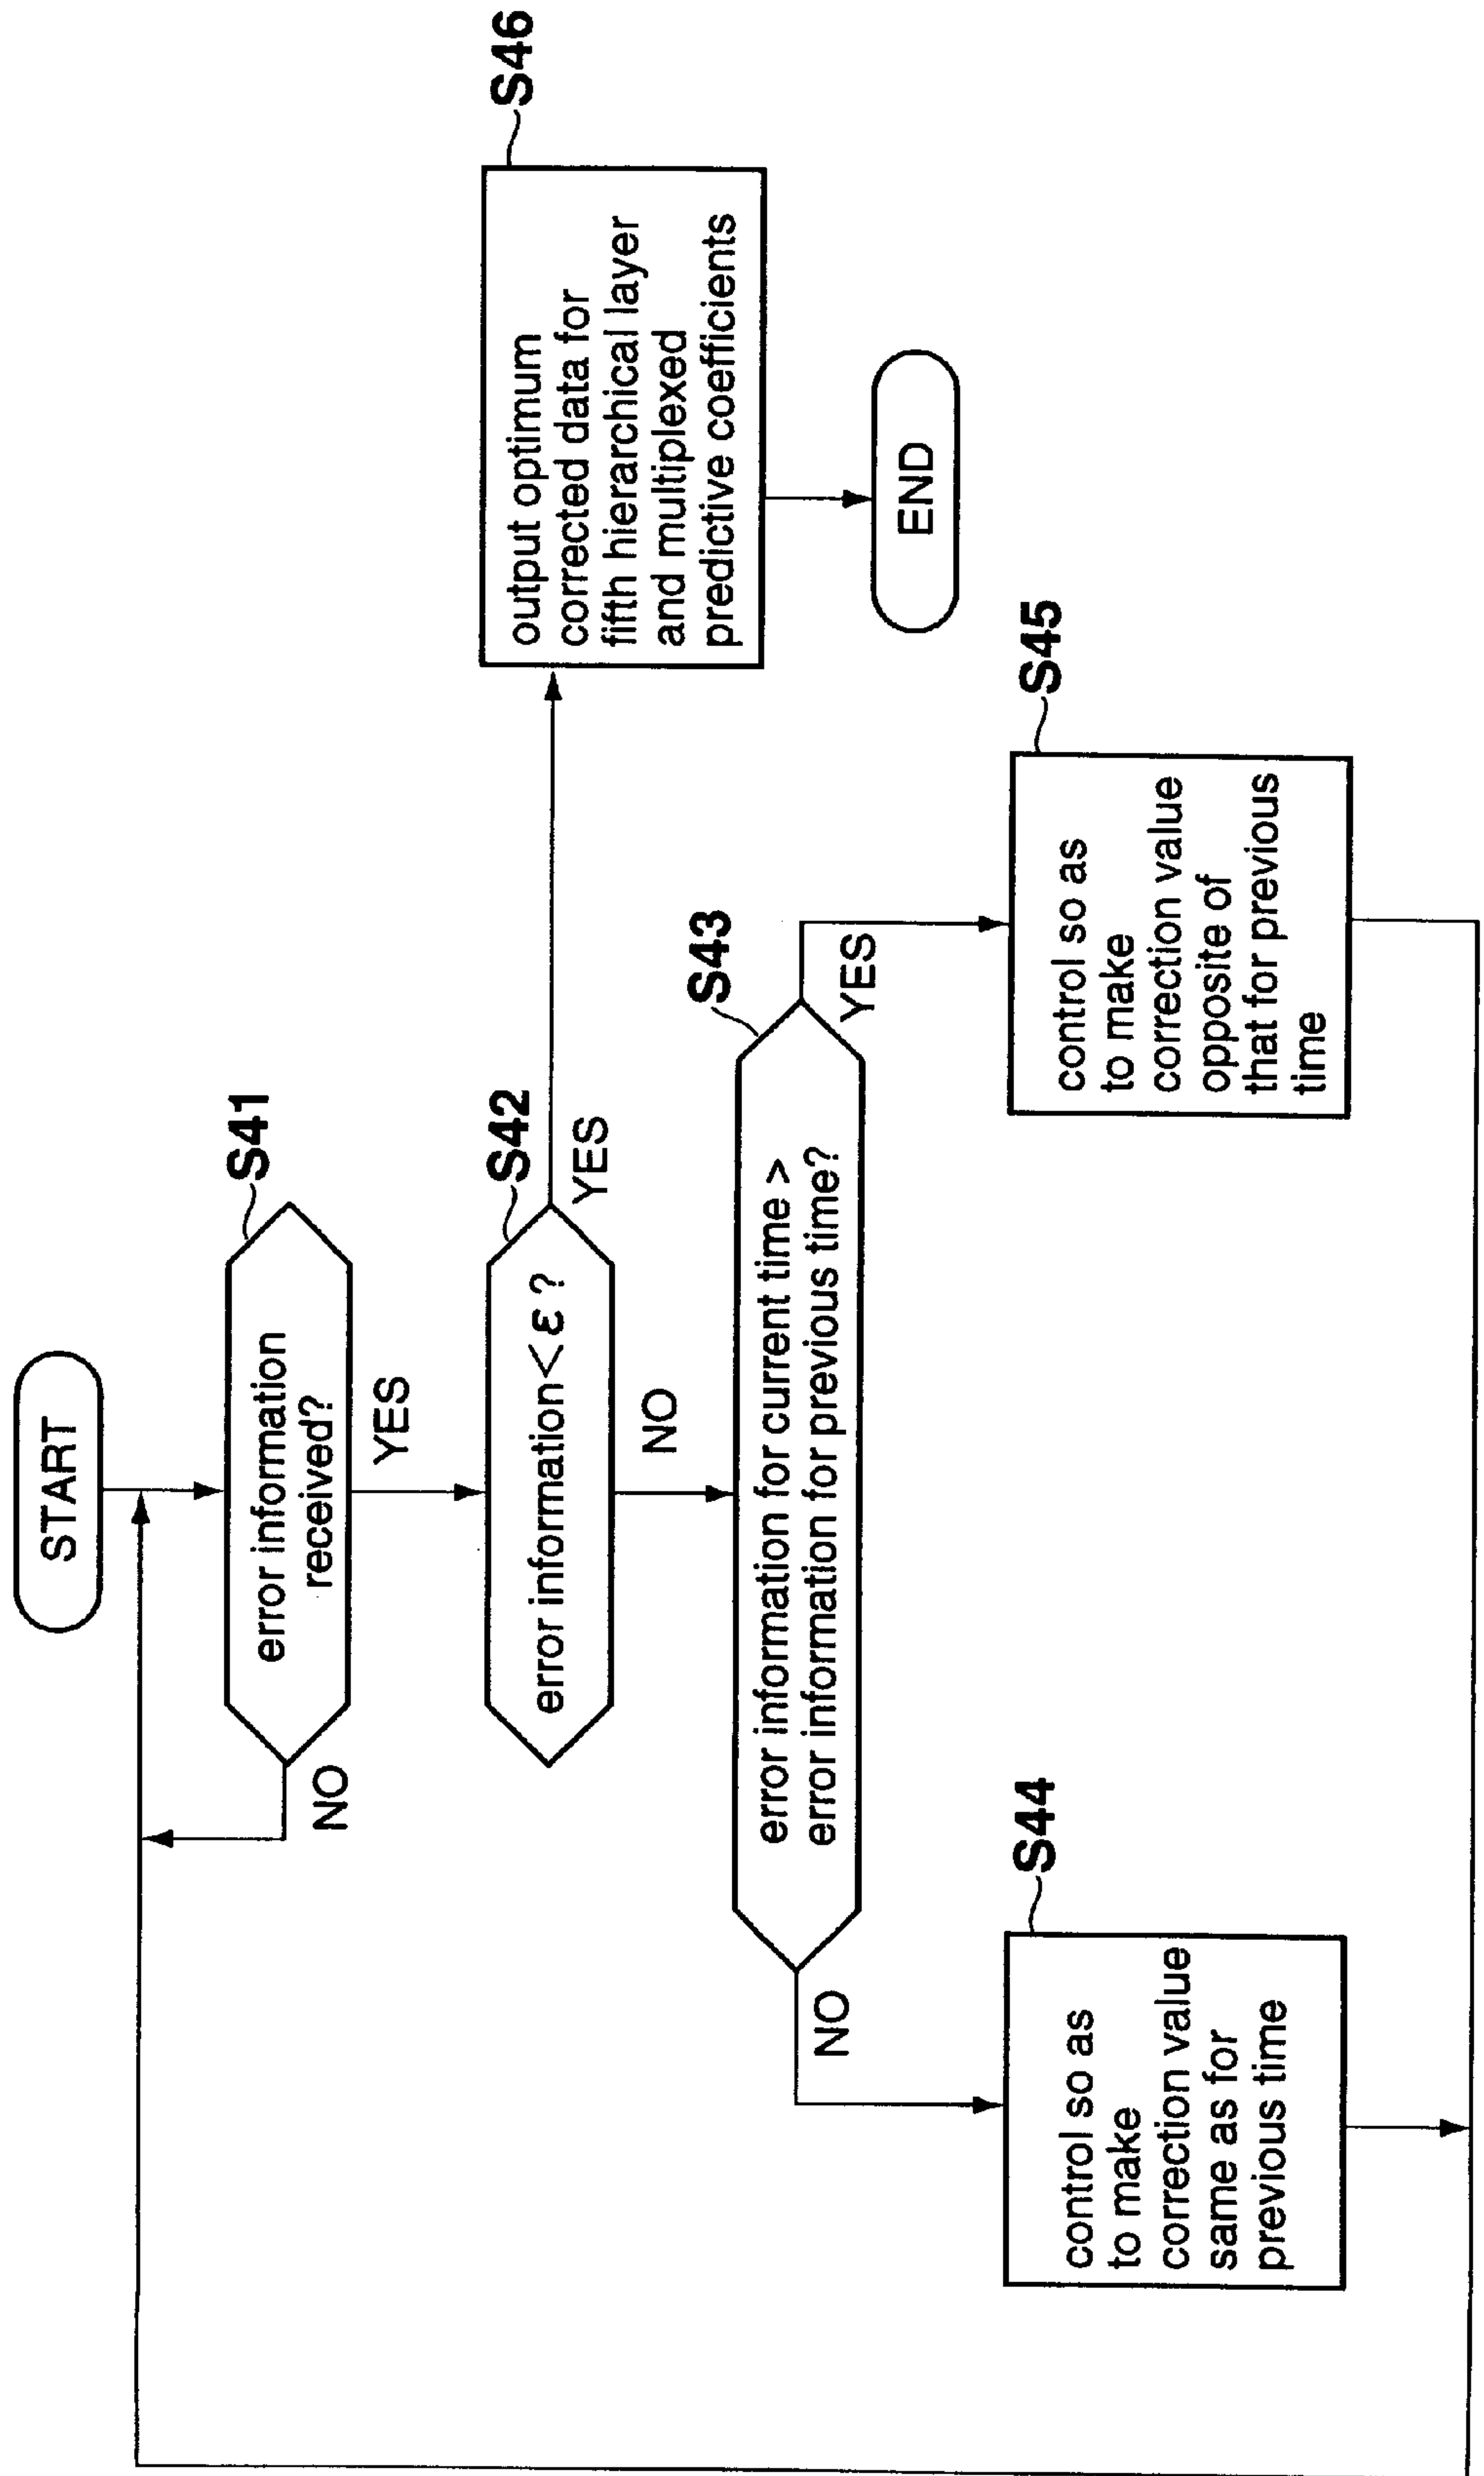 START
S41
error information
received?
NO
YES
S42
error information<ε ?
YES
NO
S46
output optimum
corrected data for
fifth hierarchical layer
and multiplexed
predictive coefficients
END
S43
error information for current time >
error information for previous time?
NO
YES
S44
control so as
to make
correction value
same as for
previous time
S45
control so as
to make
correction value
opposite of
that for previous
time